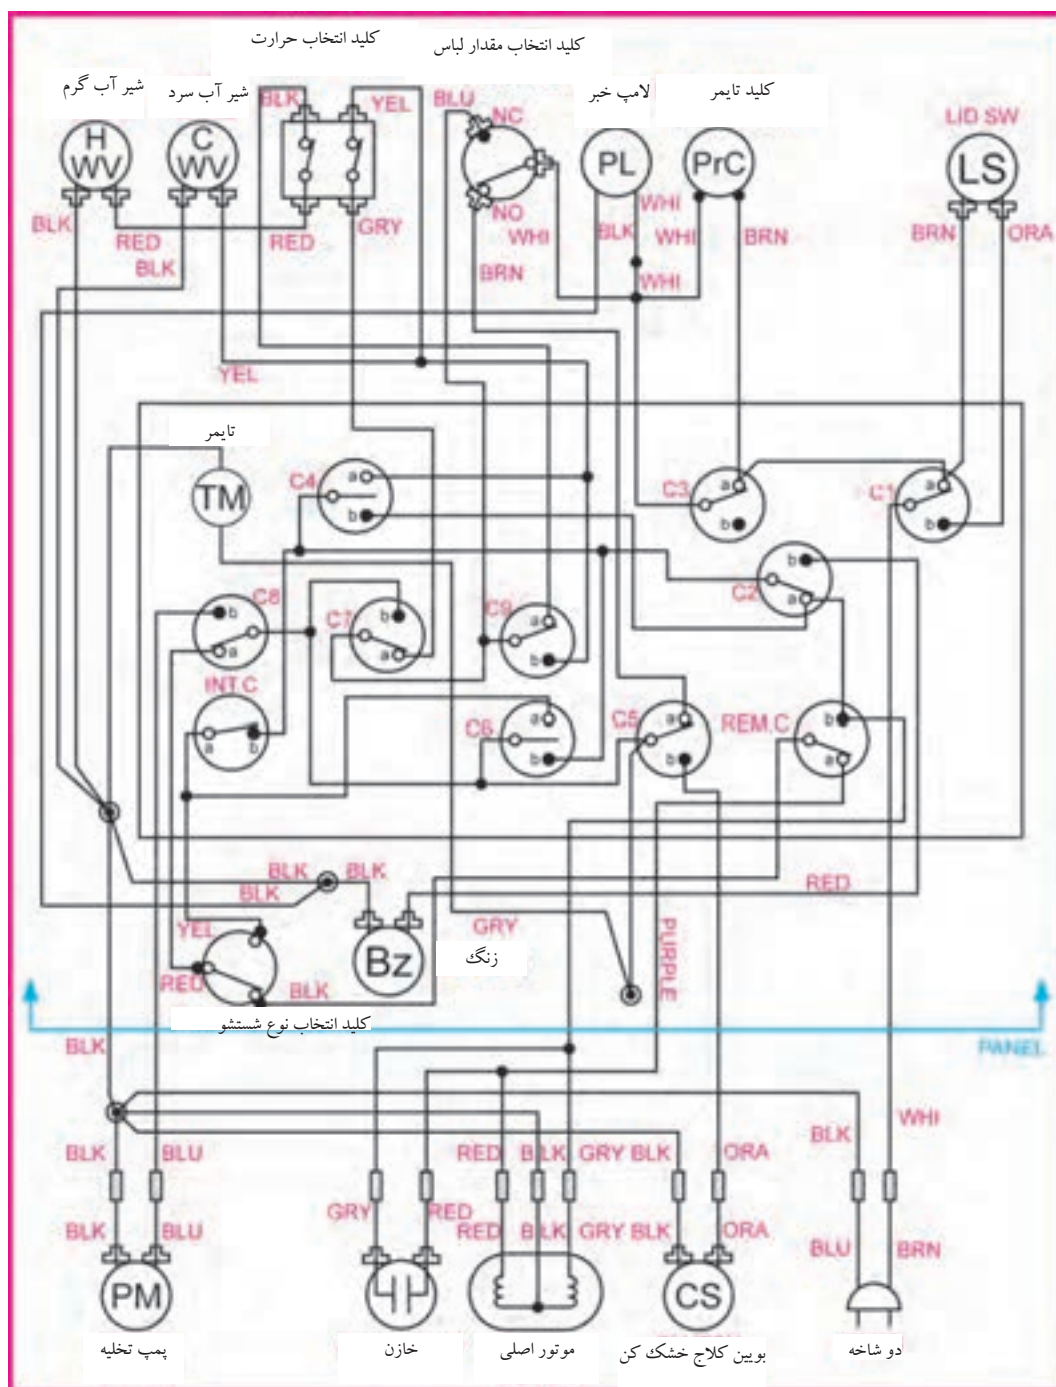 کلید انتخاب حرارت
کلید انتخاب مقدار لباس
شیر آب گرم
شیر آب سرد
لامپ خبر
کلید تایمر
BLK
YEL
BLU
NC
LID SW
H
WV
C
WV
PL
PrC
LS
NO
WHI
BLK
RED
BLK
RED
GRY
WHI
BRN
BLK
WHI
BRN
WHI
BRN
ORA
YEL
تایمر
TM
C4
a
b
C3
a
b
C1
a
b
C2
b
a
C8
b
a
C7
b
a
C9
a
b
INT.C
a
b
C6
a
b
C5
a
b
REM.C
b
a
BLK
BLK
BLK
RED
YEL
GRY
PURPLE
Bz
زنگ
RED
BLK
کلید انتخاب نوع شستشو
PANEL
BLK
WHI
BLK
BLK
BLU
RED
BLK
GRY
BLK
ORA
GRY
RED
BLK
BLU
RED
BLK
GRY
BLK
ORA
BLU
BRN
PM
CS
پمپ تخلیه
خازن
موتور اصلی
بوبین کلاج خشک کن
دو شاخه